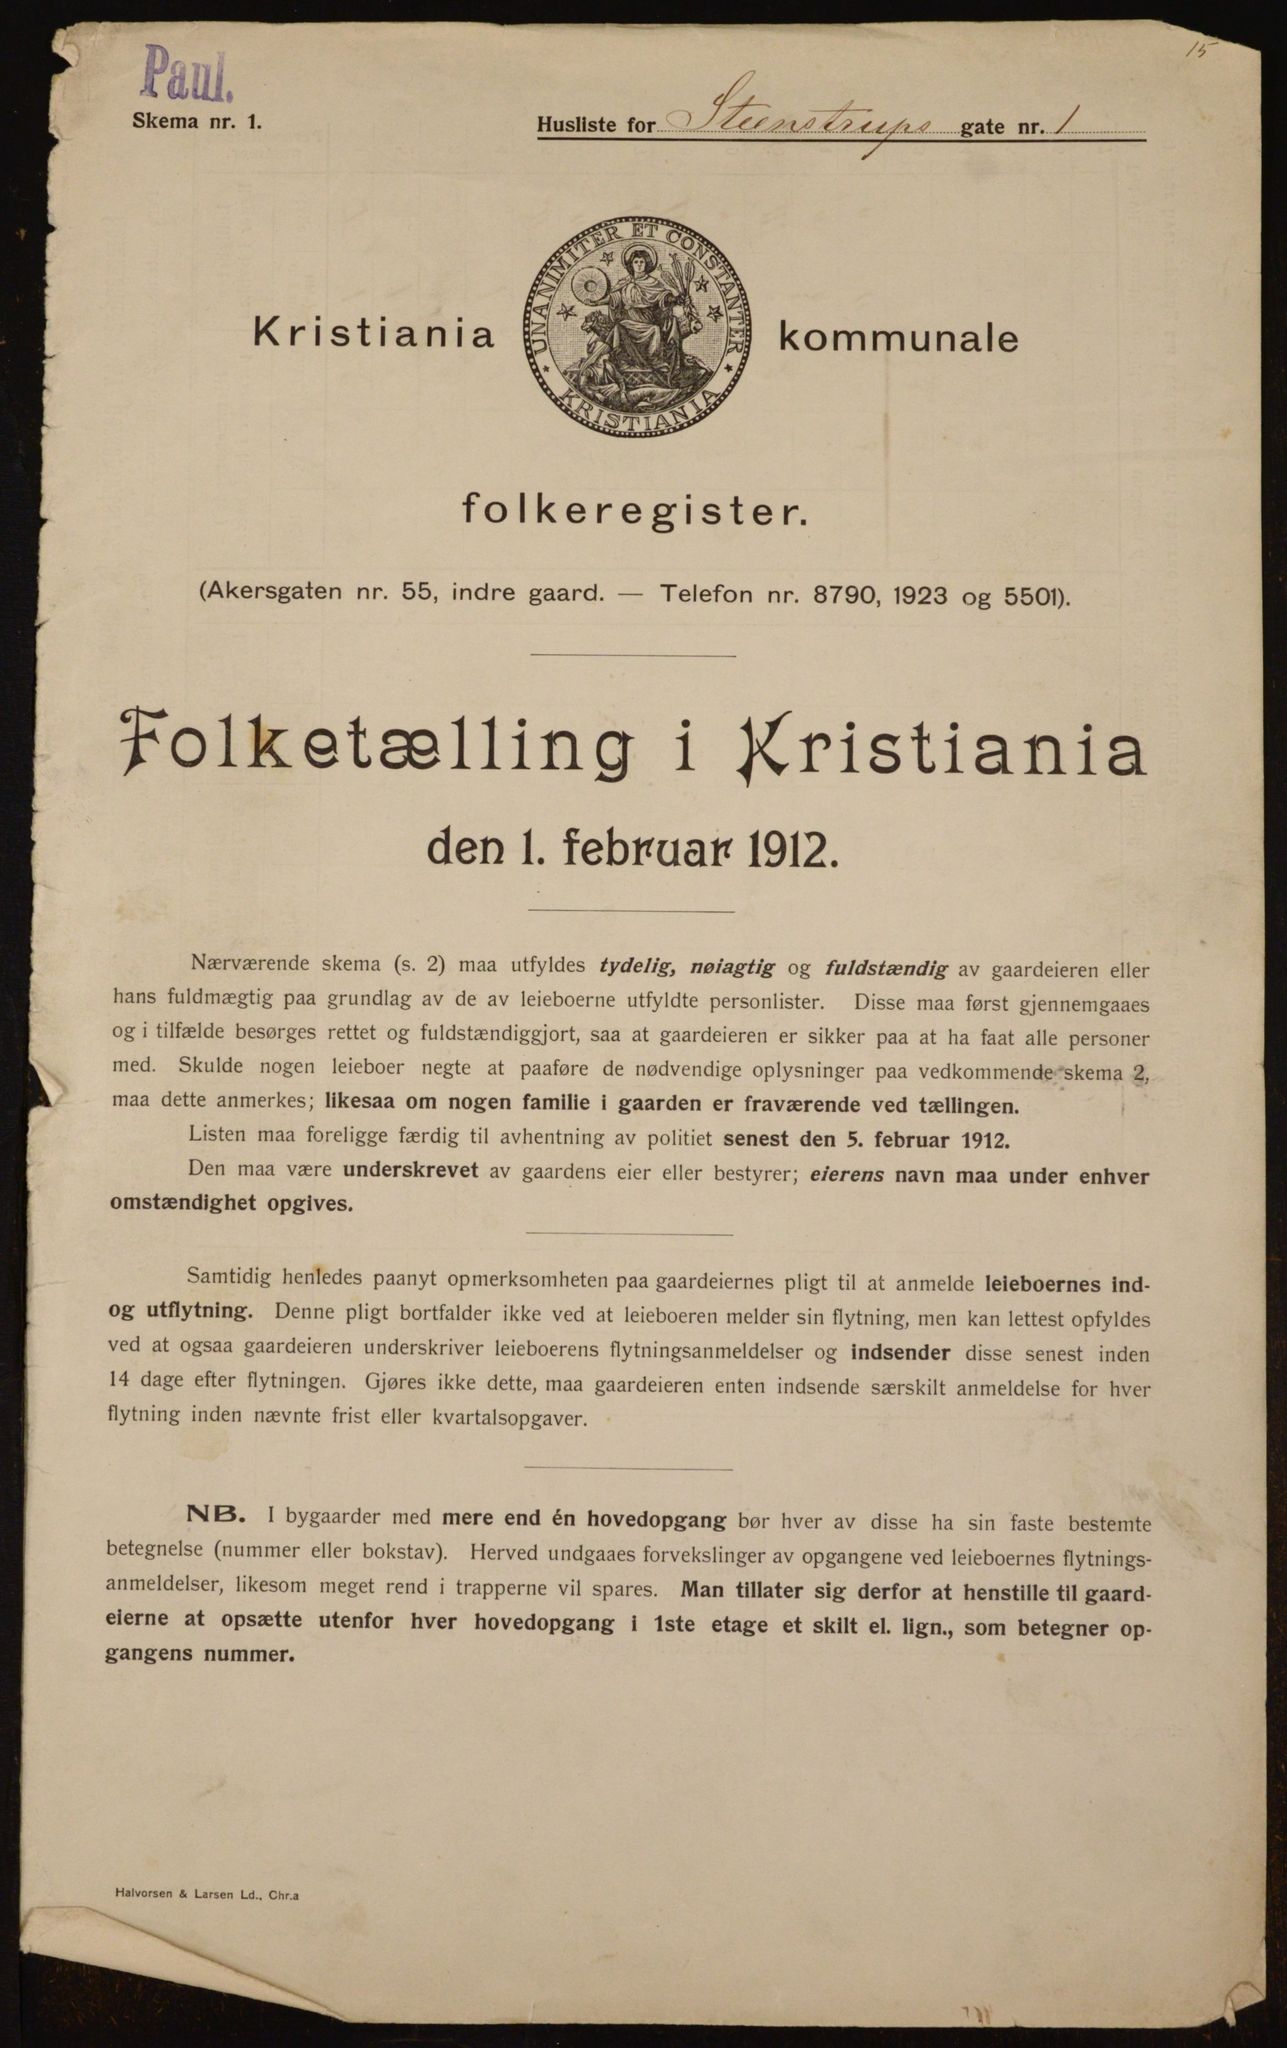 15
Paul.
Skema nr. 1.
Husliste for Steenstrups gate nr. 1
UNANIMITER ET CONSTANTER
KRISTIANIA
Kristiania kommunale
folkeregister.
(Akersgaten nr. 55, indre gaard. — Telefon nr. 8790, 1923 og 5501).
Folketælling i Kristiania
den 1. februar 1912.
Nærværende skema (s. 2) maa utfyldes tydelig, nøiagtig og fuldstændig av gaardeieren eller
hans fuldmægtig paa grundlag av de av leieboerne utfyldte personlister. Disse maa først gjennemgaaes
og i tilfælde besørges rettet og fuldstændiggjort, saa at gaardeieren er sikker paa at ha faat alle personer
med. Skulde nogen leieboer negte at paaføre de nødvendige oplysninger paa vedkommende skema 2,
maa dette anmerkes; likesaa om nogen familie i gaarden er fraværende ved tællingen.
Listen maa foreligge færdig til avhentning av politiet senest den 5. februar 1912.
Den maa være underskrevet av gaardens eier eller bestyrer; eierens navn maa under enhver
omstændighet opgives.
Samtidig henledes paanyt opmerksomheten paa gaardeiernes pligt til at anmelde leieboernes ind-
og utflytning. Denne pligt bortfalder ikke ved at leieboeren melder sin flytning, men kan lettest opfyldes
ved at ogsaa gaardeieren underskriver leieboerens flytningsanmeldelser og indsender disse senest inden
14 dage efter flytningen. Gjøres ikke dette, maa gaardeieren enten indsende særskilt anmeldelse for hver
flytning inden nævnte frist eller kvartalsopgaver.
NB. I bygaarder med mere end én hovedopgang bør hver av disse ha sin faste bestemte
betegnelse (nummer eller bokstav). Herved undgaaes forvekslinger av opgangene ved leieboernes flytnings-
anmeldelser, likesom meget rend i trapperne vil spares. Man tillater sig derfor at henstille til gaard-
eierne at opsætte utenfor hver hovedopgang i 1ste etage et skilt el. lign., som betegner op-
gangens nummer.
Halvorsen & Larsen Ld., Chr.a